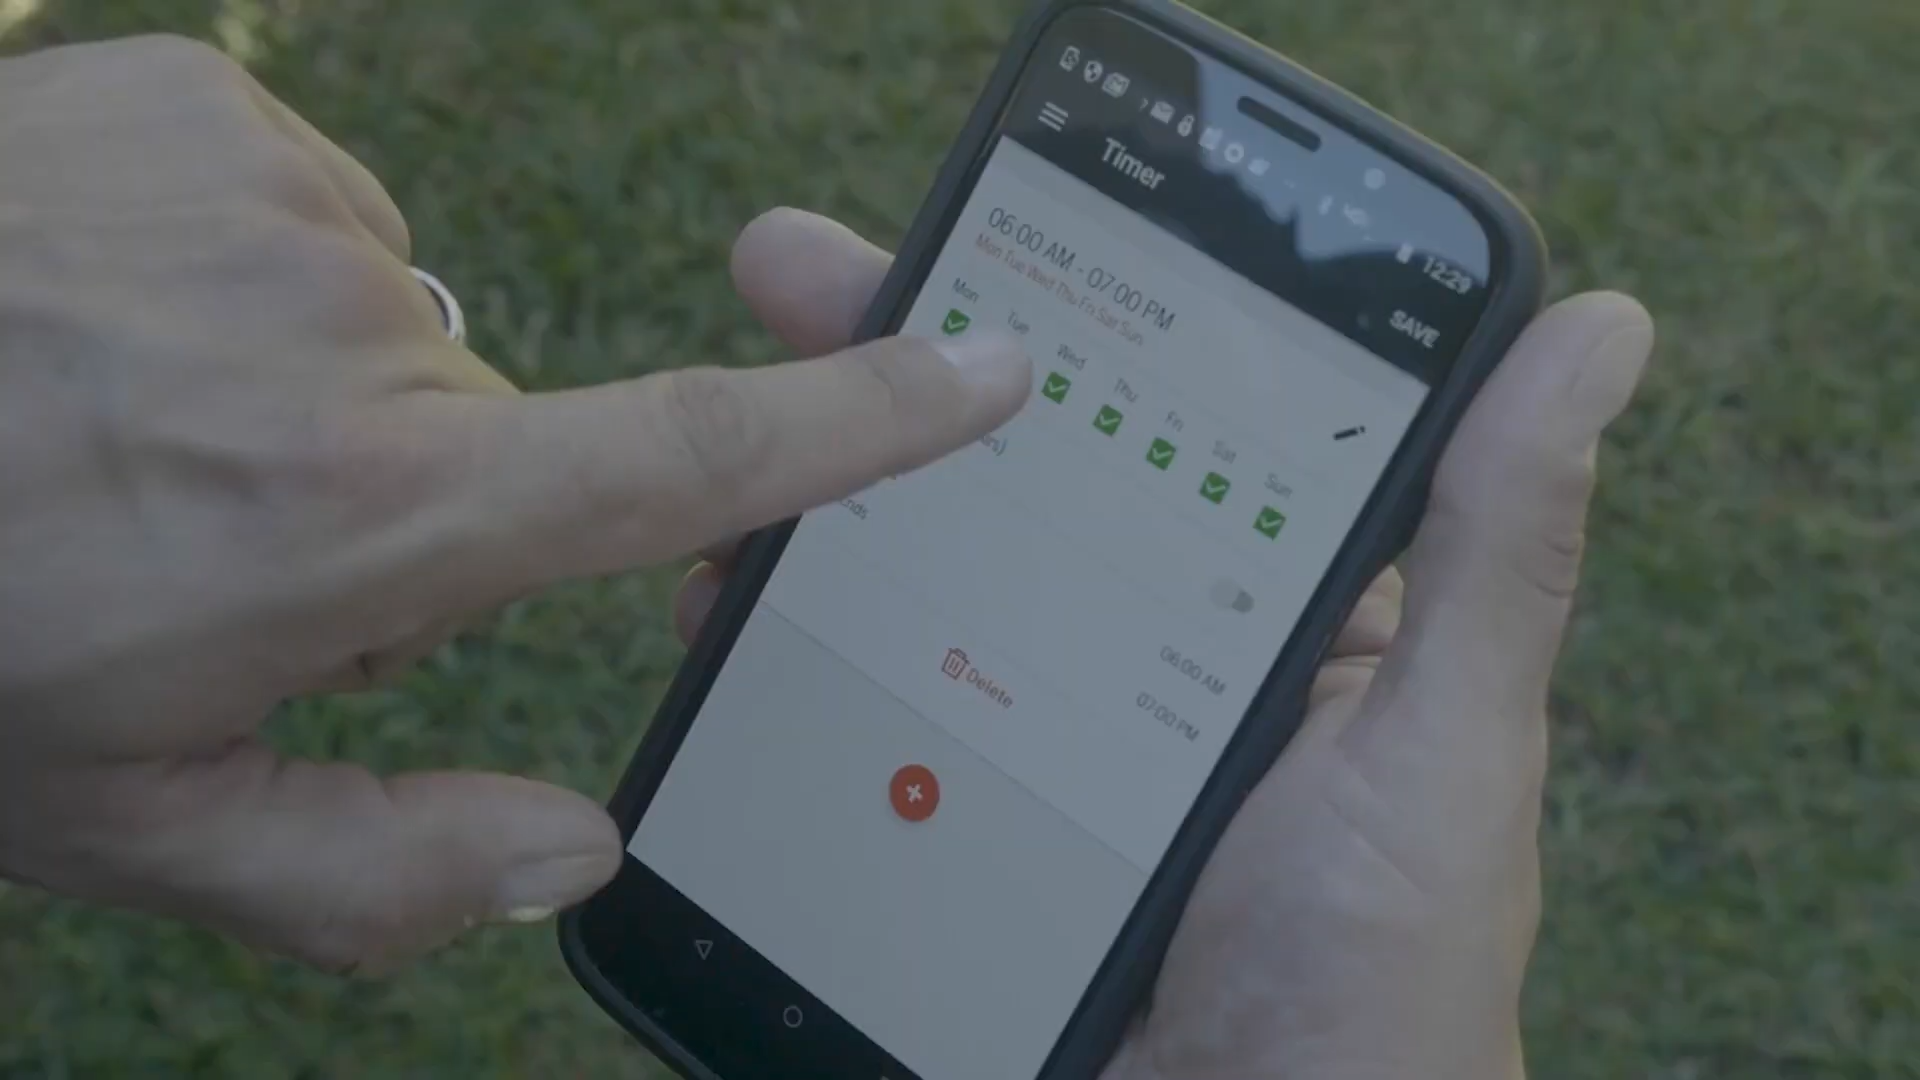 12:29
Timer
SAVE
06:00 AM - 07:00 PM
Mon Tue Wed Thu Fri Sat Sun
Mon Tue Wed Thu Fri Sat Sun
06:00 AM
07:00 PM
Delete